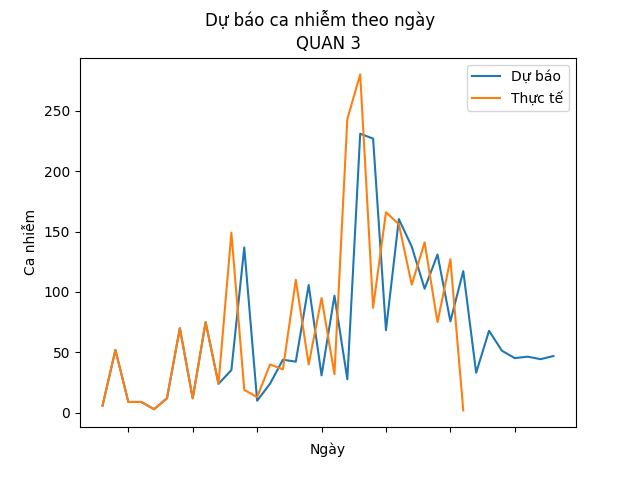 Dự báo ca nhiễm theo ngày
QUAN 3
Dự báo
Thực tế
250
200
150
100
50
0
Ca nhiễm
Ngày